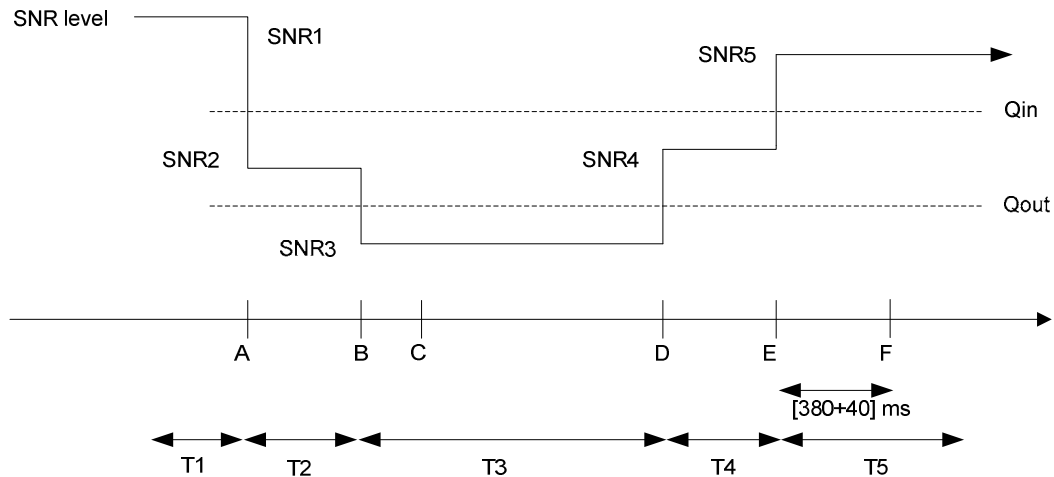 SNR level
SNR1
SNR5
Qin
SNR2
SNR4
Qout
SNR3
A B C D E F
[380+40] ms
T1 T2 T3 T4 T5